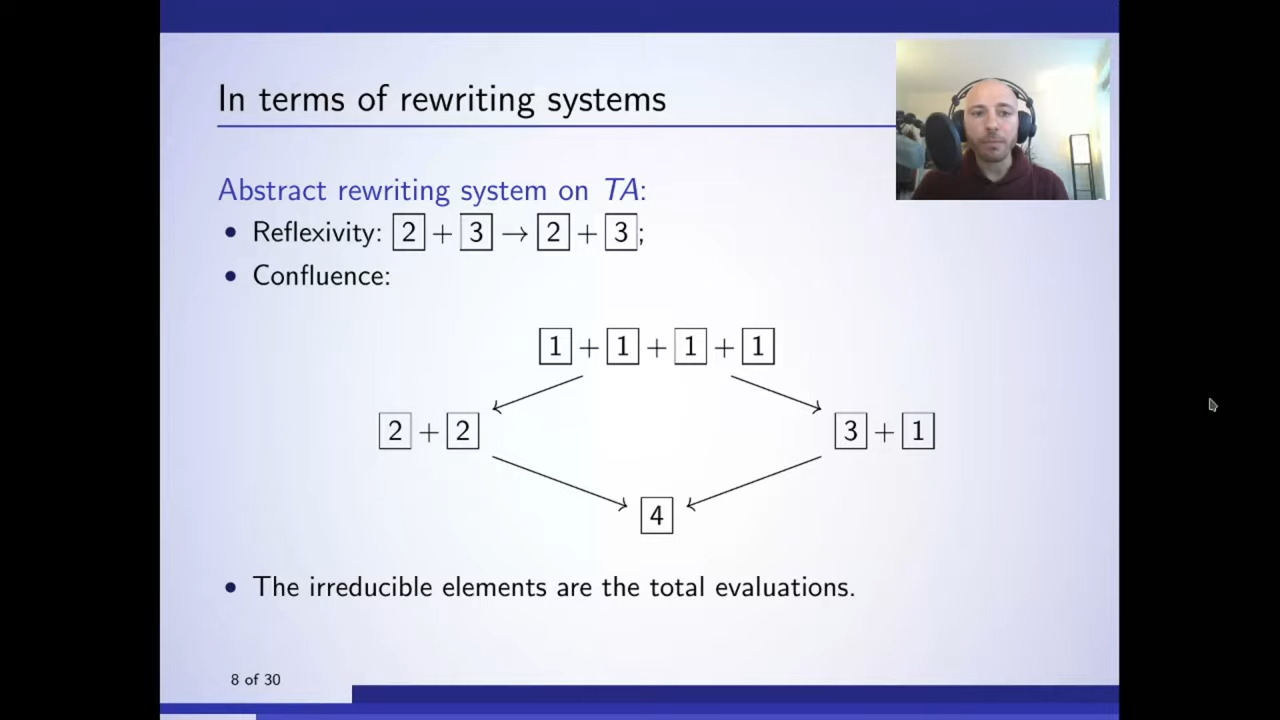 In terms of rewriting systems
Abstract rewriting system on TA:
• Reflexivity: 2 + 3 → 2 + 3;
• Confluence:
1 + 1 + 1 + 1
2 + 2 3 + 1
4
• The irreducible elements are the total evaluations.
8 of 30